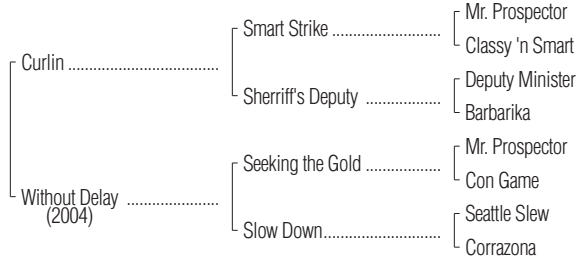 Mr. Prospector
Smart Strike ........................
Classy 'n Smart
Curlin .................................
Deputy Minister
Sherriff's Deputy ................
Barbarika
Mr. Prospector
Seeking the Gold ................
Con Game
Without Delay ....................
(2004)
Seattle Slew
Slow Down..........................
Corrazona